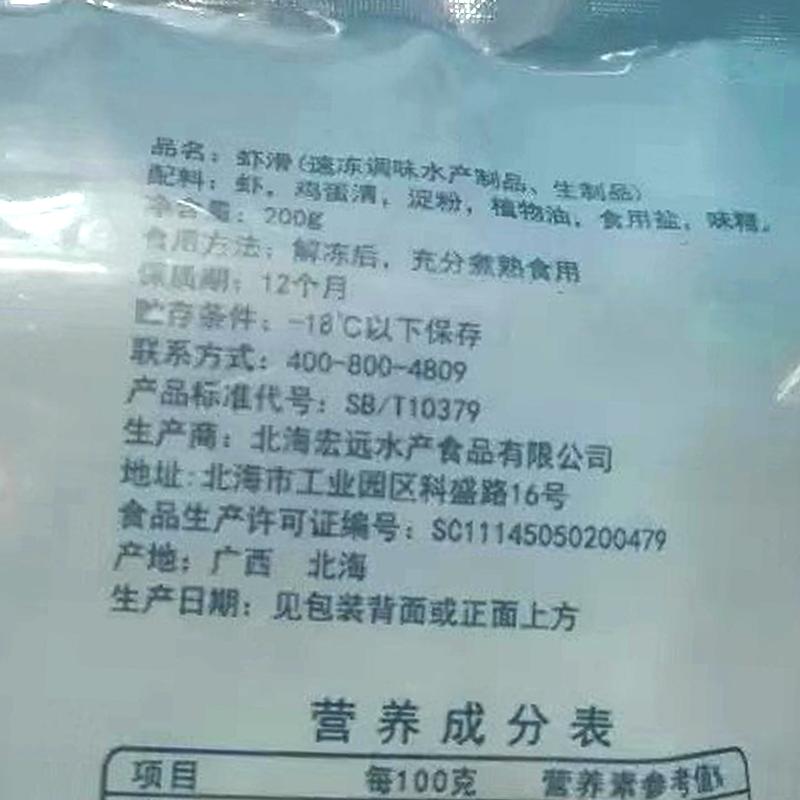 品名：虾滑(速冻调味水产制品、生制品)
配料：虾，鸡蛋清，淀粉，植物油，食用盐，味精。
净含量：200g
食用方法：解冻后，充分煮熟食用
保质期：12个月
贮存条件：-18℃以下保存
联系方式：400-800-4809
产品标准代号：SB/T10379
生产商：北海宏远水产食品有限公司
地址:北海市工业园区科盛路16号
食品生产许可证编号：SC11145050200479
产地：广西 北海
生产日期：见包装背面或正面上方
营养成分表
项目 每100克 营养素参考值%